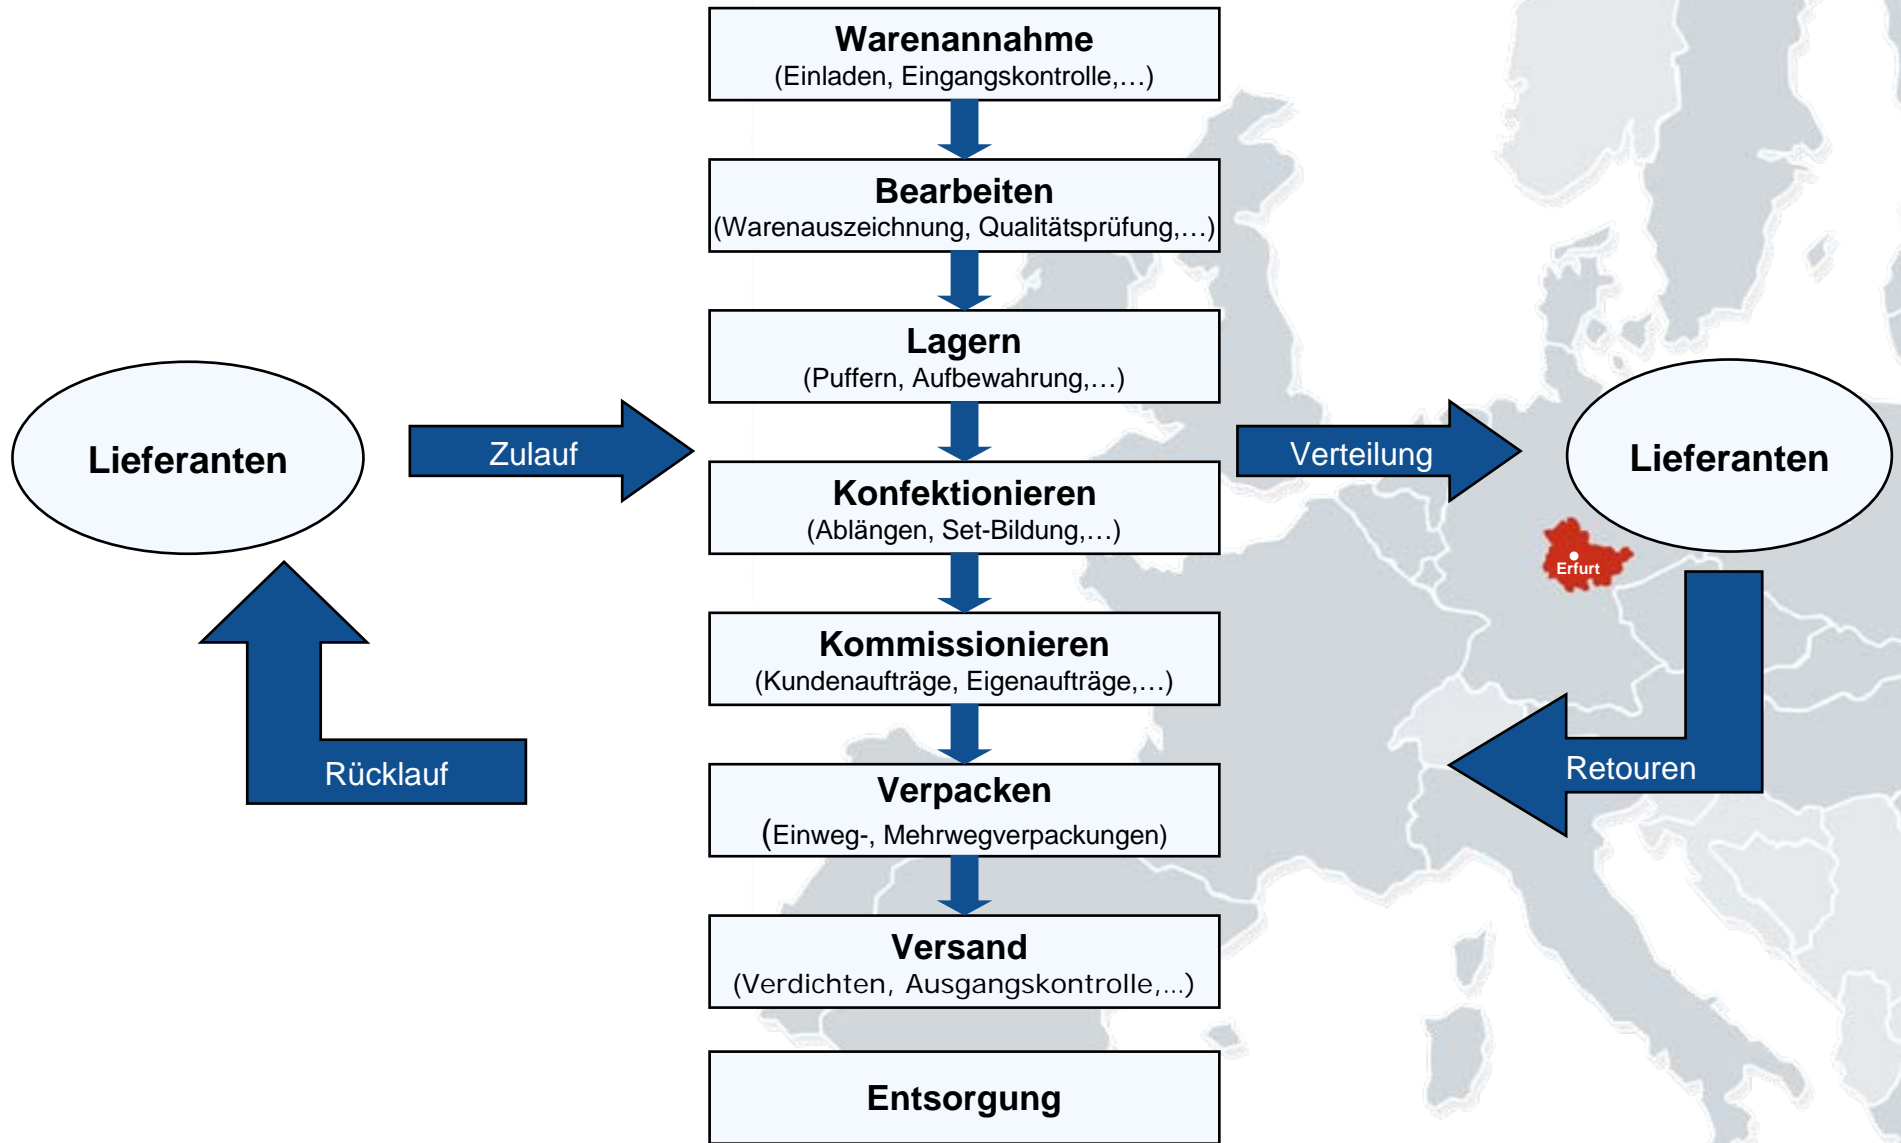 Warenannahme
(Einladen, Eingangskontrolle,…)
Bearbeiten
(Warenauszeichnung, Qualitätsprüfung,…)
Lagern
(Puffern, Aufbewahrung,…)
Lieferanten
Zulauf
Verteilung
Lieferanten
Konfektionieren
(Ablängen, Set-Bildung,…)
Erfurt
Kommissionieren
(Kundenaufträge, Eigenaufträge,…)
Rücklauf
Retouren
Verpacken
(Einweg-, Mehrwegverpackungen)
Versand
(Verdichten, Ausgangskontrolle,…)
Entsorgung